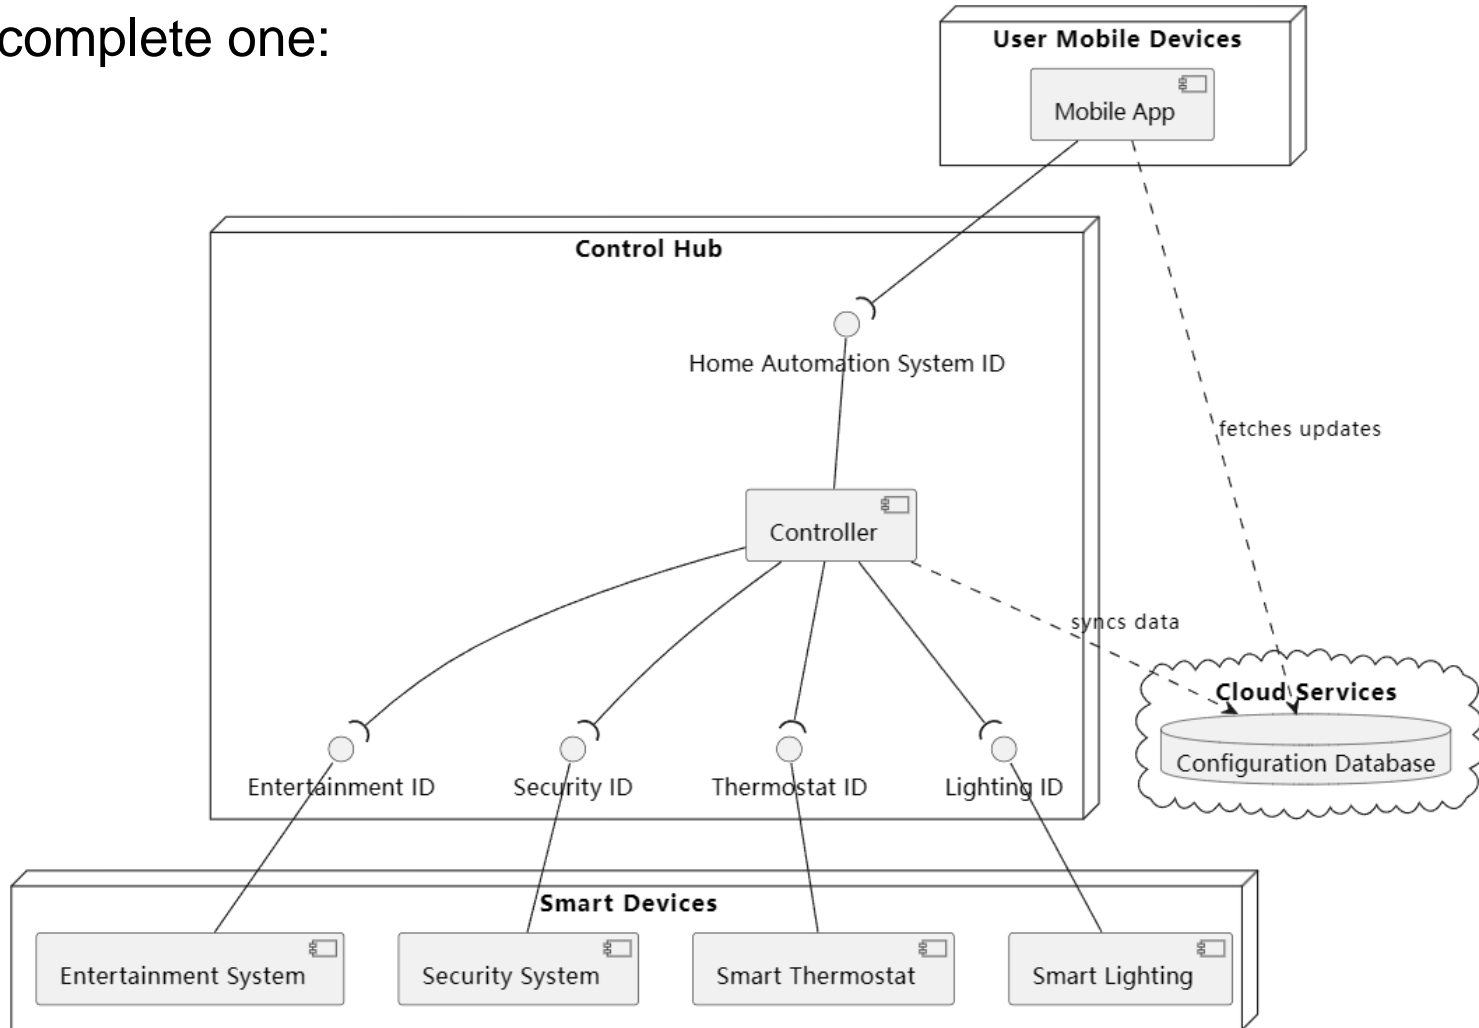 complete one:
User Mobile Devices
Mobile App
Control Hub
Home Automation System ID
fetches updates
Controller
syncs data
Cloud Services
Configuration Database
Entertainment ID
Security ID
Thermostat ID
Lighting ID
Smart Devices
Entertainment System
Security System
Smart Thermostat
Smart Lighting